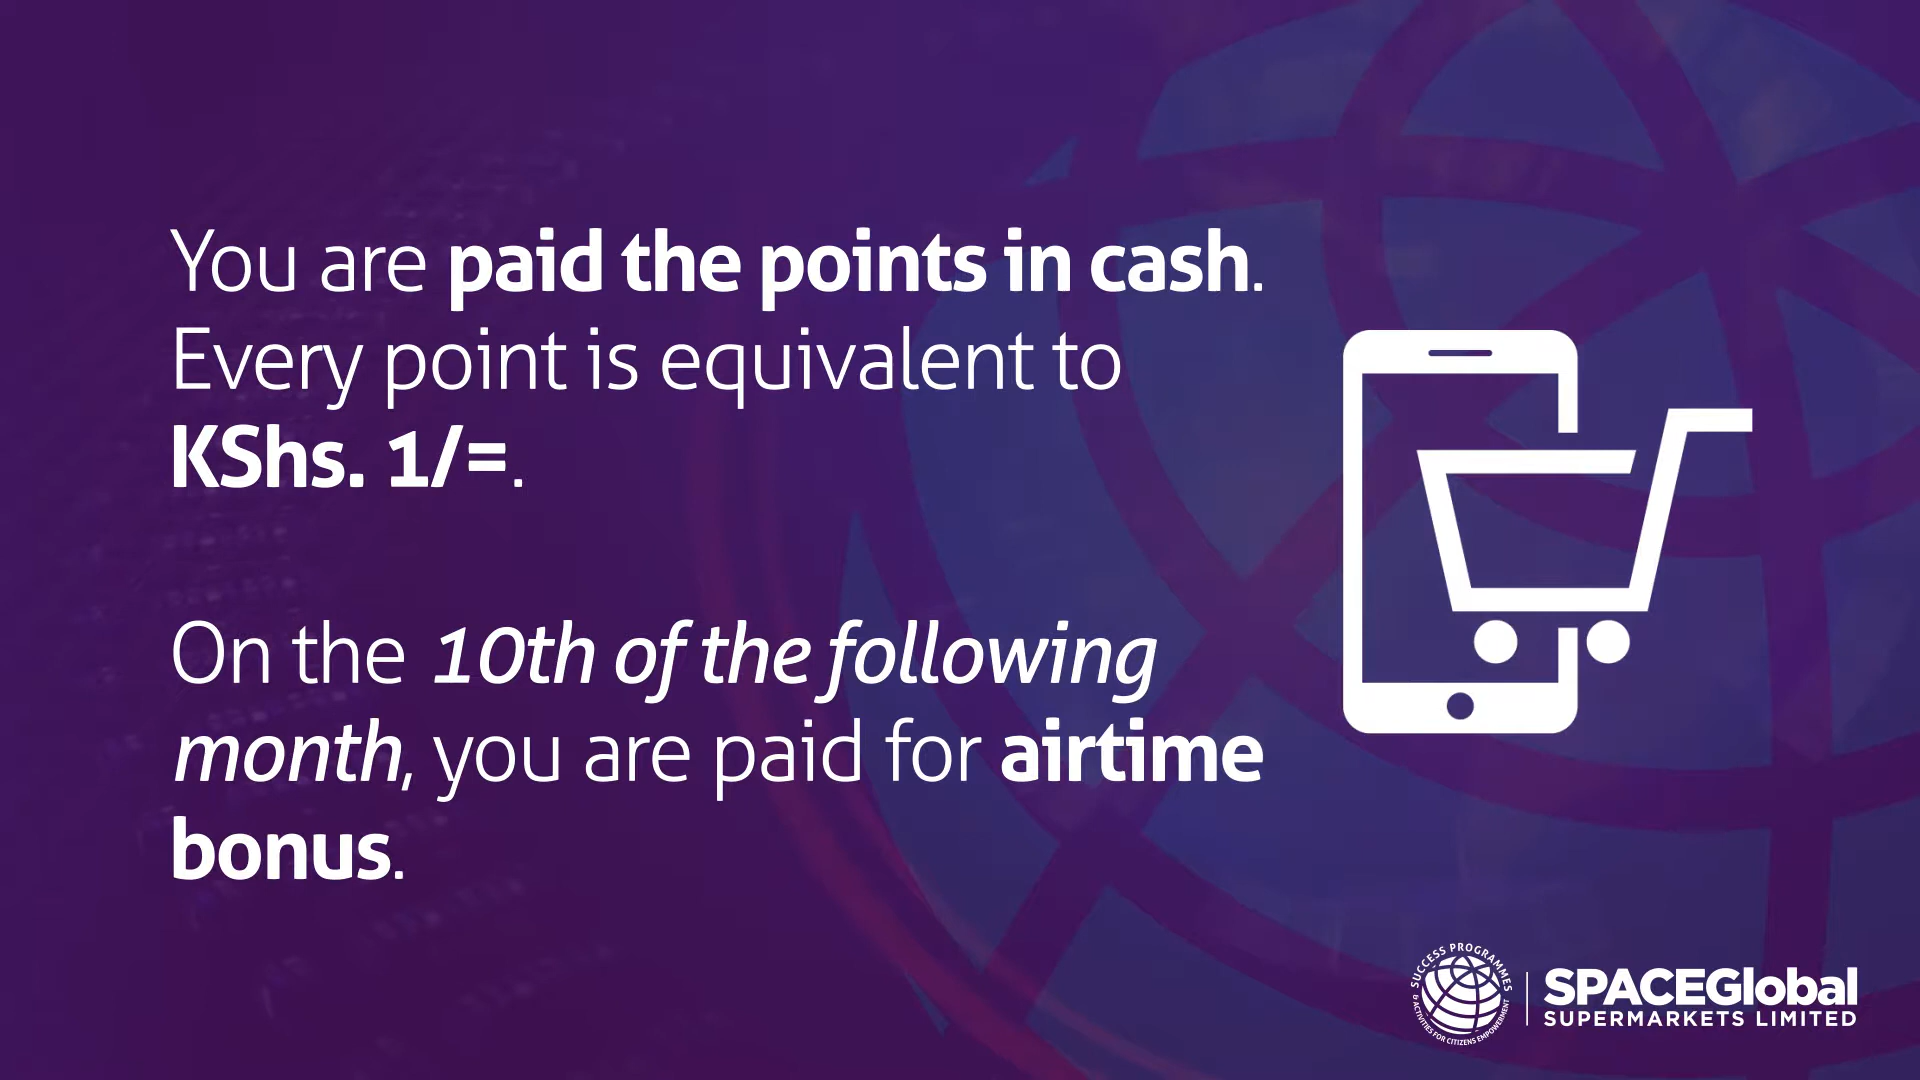 You are paid the points in cash.
Every point is equivalent to
KShs. 1/=.
On the 10th of the following
month, you are paid for airtime
bonus.
SUCCESS PROGRAMMES
& ACTIVITIES FOR CITIZENS EMPOWERMENT
SPACEGlobal
SUPERMARKETS LIMITED